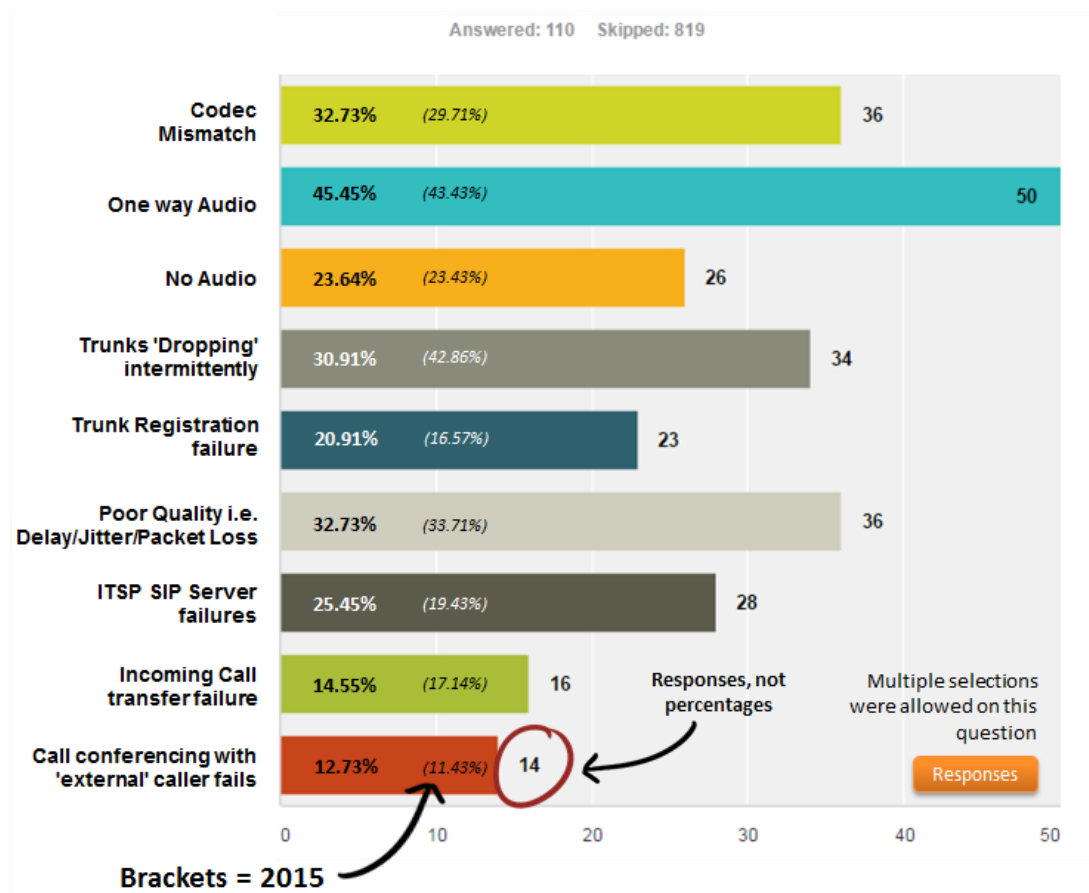 Answered: 110 Skipped: 819
Codec
Mismatch
32.73% (29.71%) 36
One way Audio
45.45% (43.43%) 50
No Audio
23.64% (23.43%) 26
Trunks 'Dropping'
intermittently
30.91% (42.86%) 34
Trunk Registration
failure
20.91% (16.57%) 23
Poor Quality i.e.
Delay/Jitter/Packet Loss
32.73% (33.71%) 36
ITSP SIP Server
failures
25.45% (19.43%) 28
Incoming Call
transfer failure
14.55% (17.14%) 16
Responses, not
percentages
Multiple selections
were allowed on this
question
Responses
Call conferencing with
'external' caller fails
12.73% (11.43%) 14
0 10 20 30 40 50
Brackets = 2015